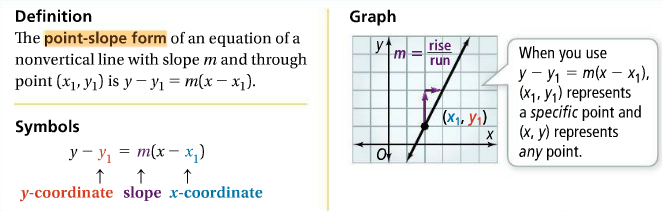 Definition
The point-slope form of an equation of a
nonvertical line with slope m and through
point (x₁, y₁) is y − y₁ = m(x − x₁).
Symbols
y − y₁ = m(x − x₁)
↑ ↑ ↑
y-coordinate slope x-coordinate
Graph
y
m = rise
run
(x₁, y₁)
x
O
When you use
y − y₁ = m(x − x₁),
(x₁, y₁) represents
a specific point and
(x, y) represents
any point.